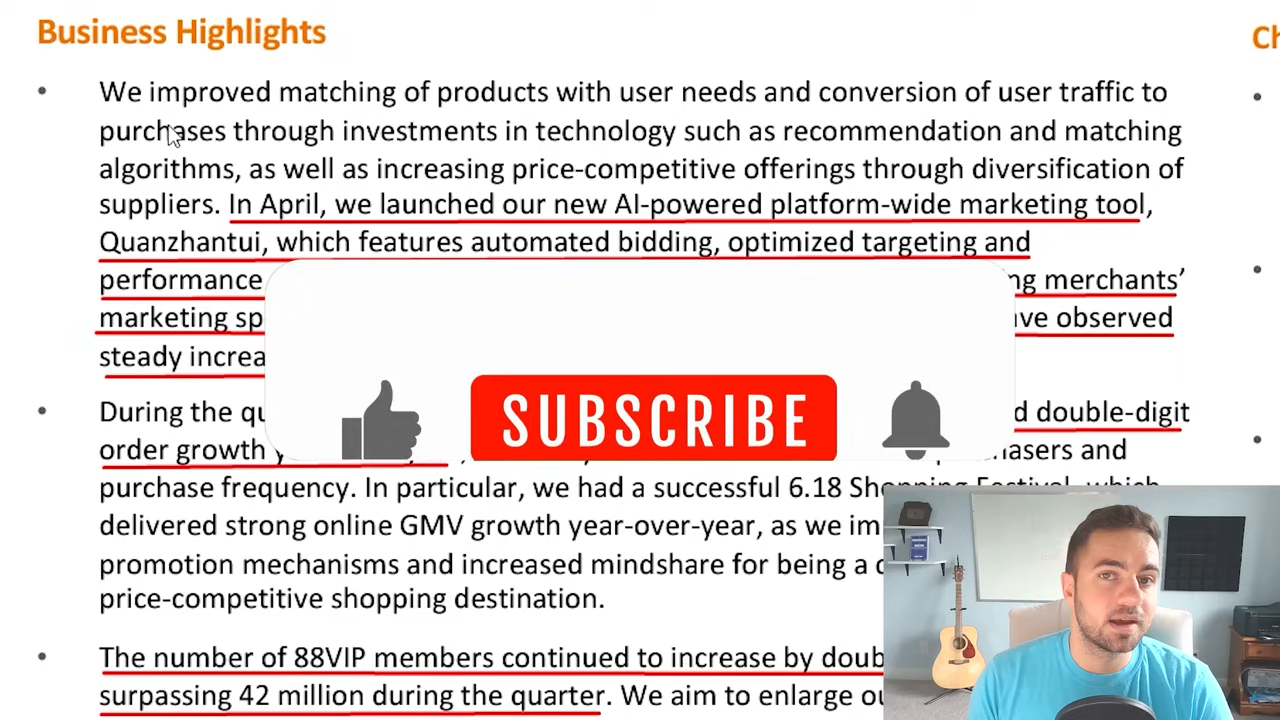 Business Highlights
Ch
We improved matching of products with user needs and conversion of user traffic to
purchases through investments in technology such as recommendation and matching
algorithms, as well as increasing price-competitive offerings through diversification of
suppliers. In April, we launched our new AI-powered platform-wide marketing tool,
Quanzhantui, which features automated bidding, optimized targeting and
performance ng merchants'
marketing sp ve observed
steady increa
During the qu d double-digit
order growth
SUBSCRIBE
asers and
purchase frequency. In particular, we had a successful 6.18 Shopping Festival, which
delivered strong online GMV growth year-over-year, as we im
promotion mechanisms and increased mindshare for being a
price-competitive shopping destination.
The number of 88VIP members continued to increase by doub
surpassing 42 million during the quarter. We aim to enlarge ou